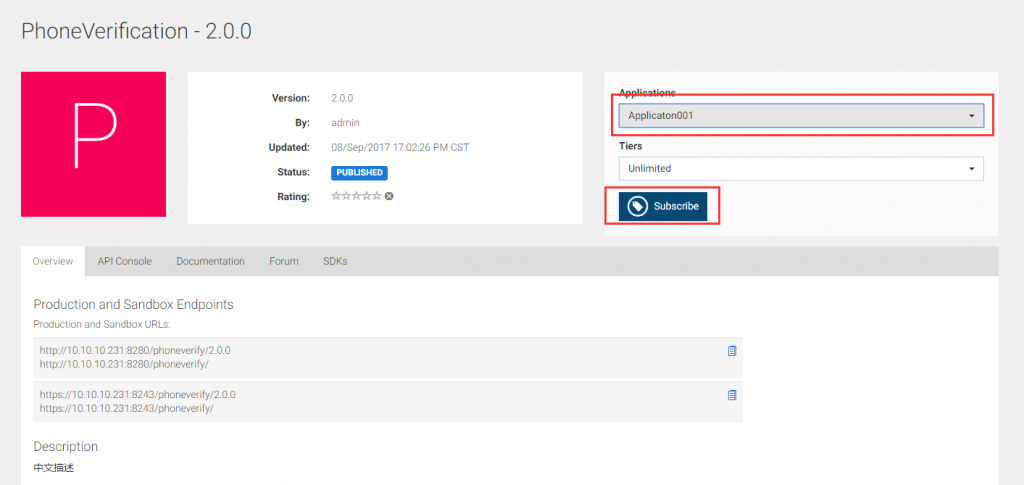 PhoneVerification - 2.0.0
P
Version: 2.0.0
By: admin
Updated: 08/Sep/2017 17:02:26 PM CST
Status: PUBLISHED
Rating:
Applications
Applicaton001
Tiers
Unlimited
Subscribe
Overview API Console Documentation Forum SDKs
Production and Sandbox Endpoints
Production and Sandbox URLs:
http://10.10.10.231:8280/phoneverify/2.0.0
http://10.10.10.231:8280/phoneverify/
https://10.10.10.231:8243/phoneverify/2.0.0
https://10.10.10.231:8243/phoneverify/
Description
中文描述